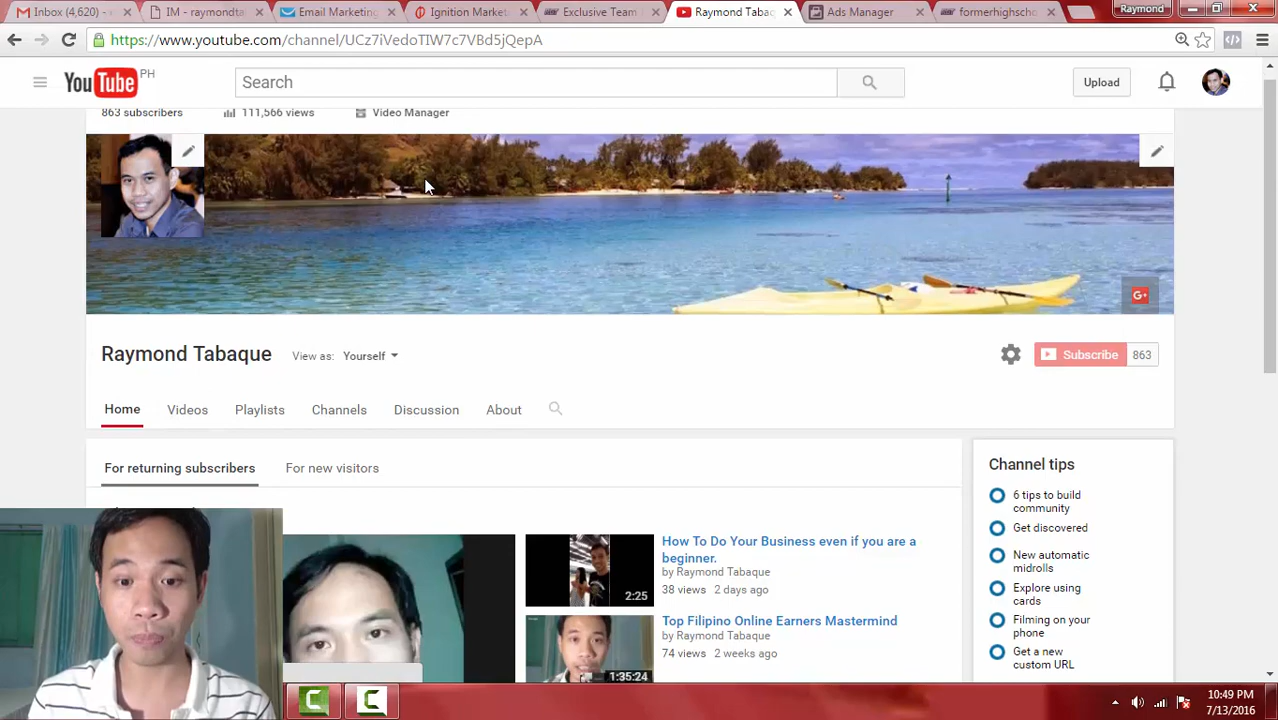 Inbox (4,620) -
IM - raymondta
Email Marketing
Ignition Market
Exclusive Team
Raymond Tabaq
Ads Manager
formerhighscho
Raymond
https://www.youtube.com/channel/UCz7iVedoTIW7c7VBd5jQepA
YouTube PH
Search
Upload
863 subscribers
111,566 views
Video Manager
G+
Raymond Tabaque
View as: Yourself
Subscribe 863
Home
Videos
Playlists
Channels
Discussion
About
For returning subscribers
For new visitors
Channel tips
6 tips to build
community
Get discovered
New automatic
midrolls
Explore using
cards
Filming on your
phone
Get a new
custom URL
2:25
How To Do Your Business even if you are a
beginner.
by Raymond Tabaque
38 views 2 days ago
1:35:24
Top Filipino Online Earners Mastermind
by Raymond Tabaque
74 views 2 weeks ago
10:49 PM
7/13/2016